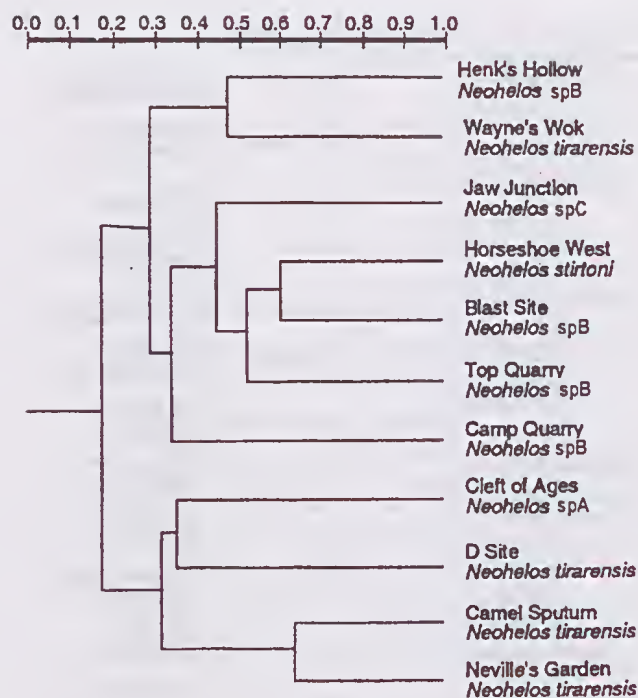 0.0 0.1 0.2 0.3 0.4 0.5 0.6 0.7 0.8 0.9 1.0
Henk's Hollow
Neohelos spB
Wayne's Wok
Neohelos tirarensis
Jaw Junction
Neohelos spC
Horseshoe West
Neohelos stirtoni
Blast Site
Neohelos spB
Top Quarry
Neohelos spB
Camp Quarry
Neohelos spB
Cleft of Ages
Neohelos spA
D Site
Neohelos tirarensis
Camel Sputum
Neohelos tirarensis
Neville's Garden
Neohelos tirarensis